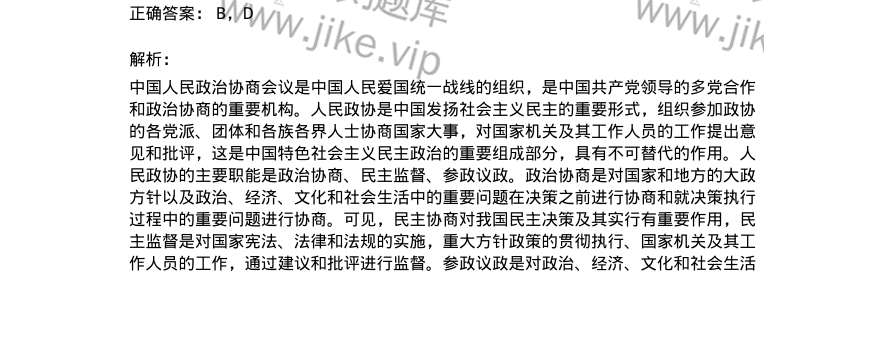 题库
www.jike.vip
www.jik
正确答案： B，D
解析：
中国人民政治协商会议是中国人民爱国统一战线的组织，是中国共产党领导的多党合作
和政治协商的重要机构。人民政协是中国发扬社会主义民主的重要形式，组织参加政协
的各党派、团体和各族各界人士协商国家大事，对国家机关及其工作人员的工作提出意
见和批评，这是中国特色社会主义民主政治的重要组成部分，具有不可替代的作用。人
民政协的主要职能是政治协商、民主监督、参政议政。政治协商是对国家和地方的大政
方针以及政治、经济、文化和社会生活中的重要问题在决策之前进行协商和就决策执行
过程中的重要问题进行协商。可见，民主协商对我国民主决策及其实行有重要作用，民
主监督是对国家宪法、法律和法规的实施，重大方针政策的贯彻执行、国家机关及其工
作人员的工作，通过建议和批评进行监督。参政议政是对政治、经济、文化和社会生活